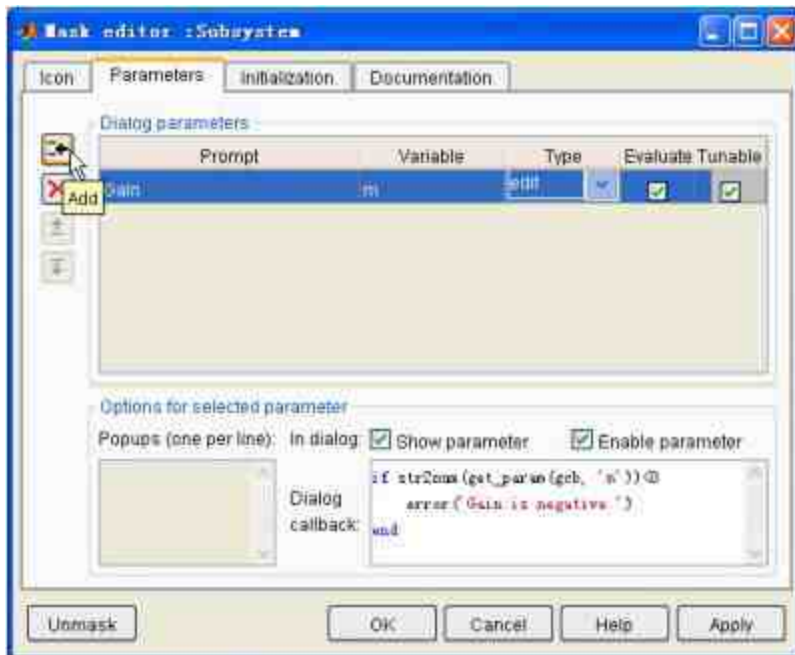 Mask editor :Subsystem
Icon Parameters Initialization Documentation
Dialog parameters
Prompt Variable Type Evaluate Tunable
Gain m edit
Add
Options for selected parameter
Popups (one per line): In dialog: Show parameter Enable parameter
Dialog callback:
if str2num(get_param(gcb, 'm'))<0
error('Gain is negative.')
end
Unmask OK Cancel Help Apply